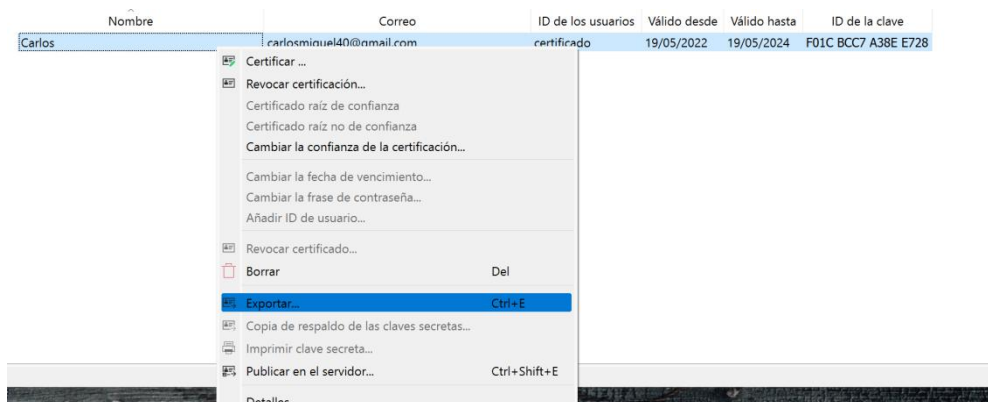 Nombre Correo ID de los usuarios Válido desde Válido hasta ID de la clave
Carlos carlosmiguel40@gmail.com certificado 19/05/2022 19/05/2024 F01C BCC7 A38E E728
Certificar ...
Revocar certificación...
Certificado raíz de confianza
Certificado raíz no de confianza
Cambiar la confianza de la certificación...
Cambiar la fecha de vencimiento...
Cambiar la frase de contraseña...
Añadir ID de usuario...
Revocar certificado...
Borrar Del
Exportar... Ctrl+E
Copia de respaldo de las claves secretas...
Imprimir clave secreta...
Publicar en el servidor... Ctrl+Shift+E
Detalles